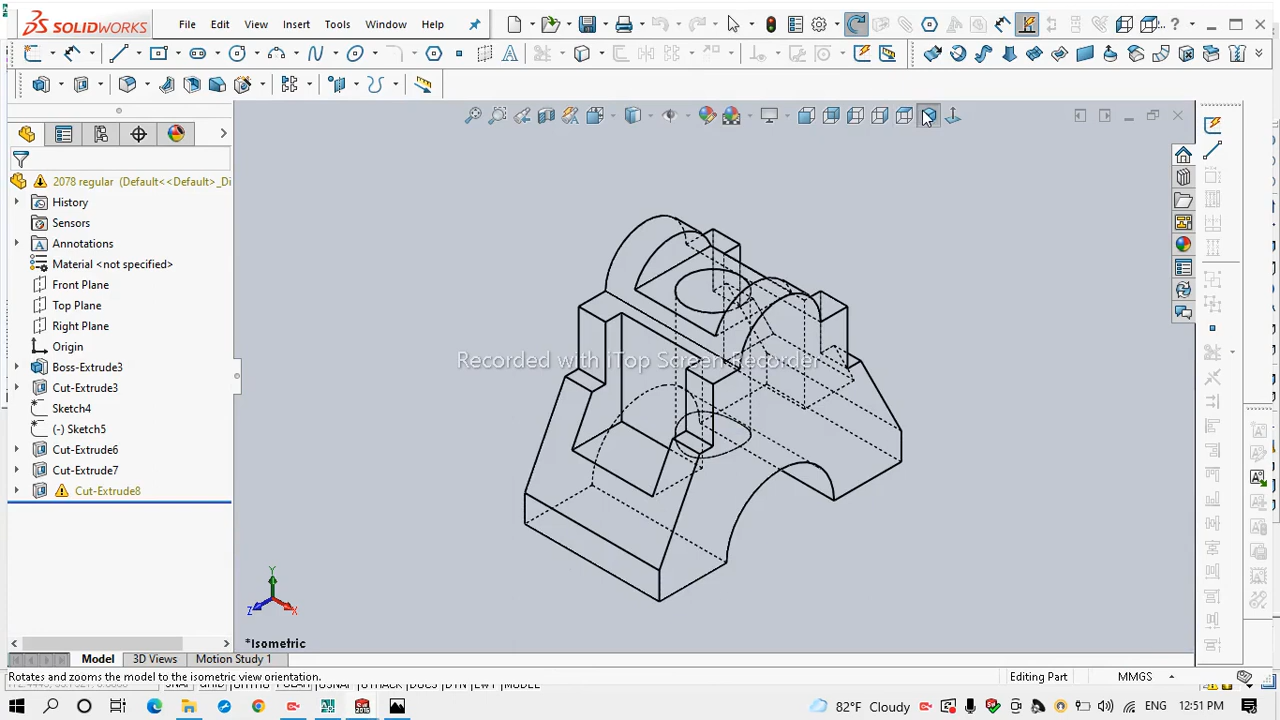 SOLIDWORKS File Edit View Insert Tools Window Help
2078 regular (Default<<Default>_Di
History
Sensors
Annotations
Material <not specified>
Front Plane
Top Plane
Right Plane
Origin
Boss-Extrude3
Cut-Extrude3
Sketch4
(-) Sketch5
Cut-Extrude6
Cut-Extrude7
Cut-Extrude8
Recorded with iTop Screen Recorder
Y
Z
X
*Isometric
Model 3D Views Motion Study 1
Rotates and zooms the model to the isometric view orientation.
Editing Part MMGS
82°F Cloudy ENG 12:51 PM